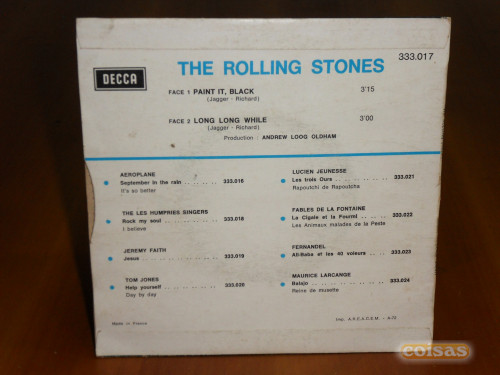 333.017
DECCA
THE ROLLING STONES
FACE 1 PAINT IT, BLACK 3'15
(Jagger - Richard)
FACE 2 LONG LONG WHILE 3'00
(Jagger - Richard)
Production : ANDREW LOOG OLDHAM
AEROPLANE
September in the rain . . . . . . . 333.015
It's so better
THE LES HUMPHRIES SINGERS
Rock my soul . . . . . . . . . . 333.018
I believe
JEREMY FAITH
Jesus . . . . . . . . . . . . . 333.019
TOM JONES
Help yourself . . . . . . . . . . 333.020
Day by day
LUCIEN JEUNESSE
Les trois Ours . . . . . . . . . . 333.021
Rapoutchi de Rapoutcha
FABLES DE LA FONTAINE
La Cigale et la Fourmi . . . . 333.022
Les Animaux malades de la Peste
FERNANDEL
Ali-Baba et les 40 voleurs . . . 333.023
MAURICE LARCANGE
Balajo . . . . . . . . . . . . . 333.024
Reine de musette
Made in France
coisas